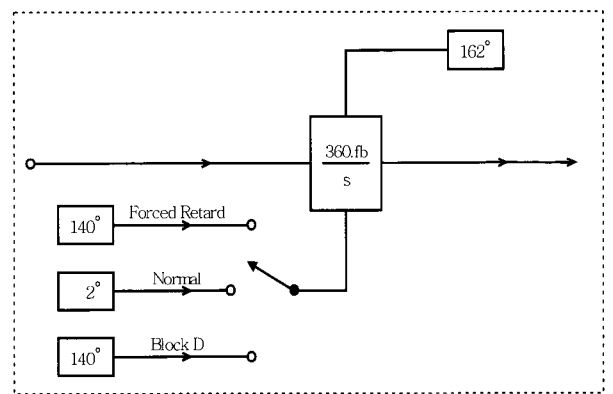 162°
360.fb
s
Forced Retard
140°
Normal
2°
Block D
140°